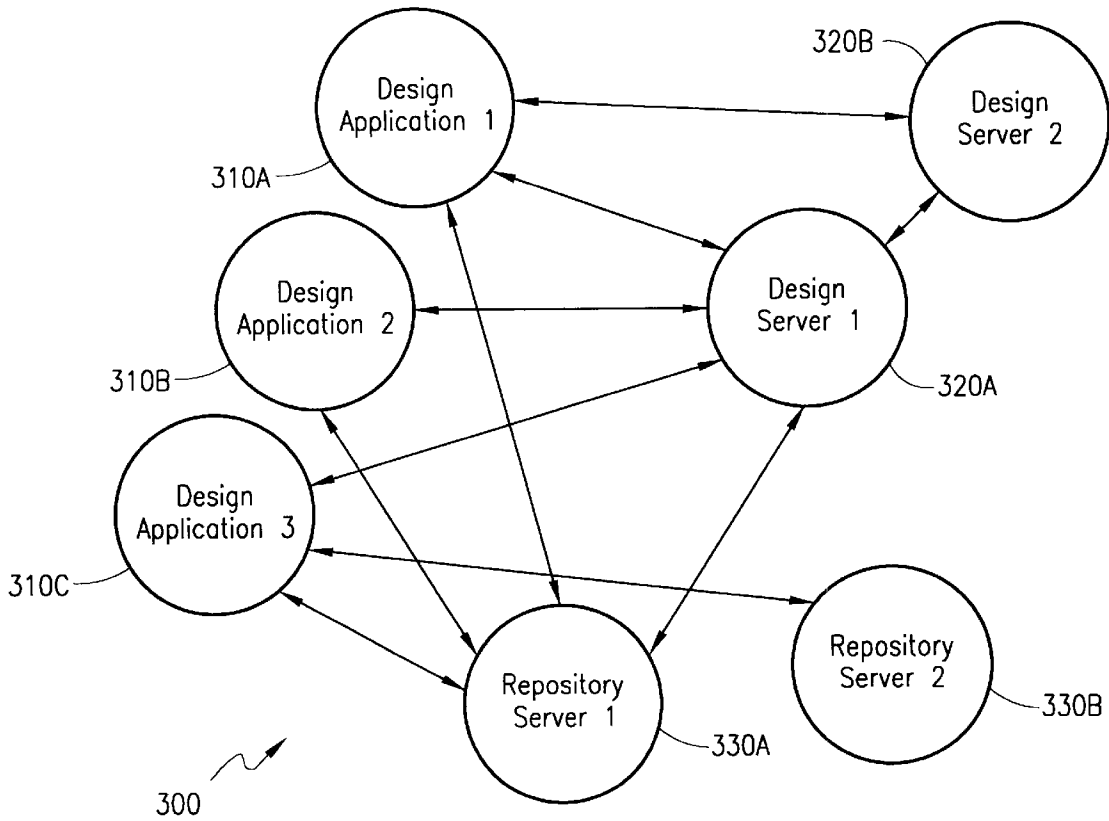 Design
Application 1
310A
320B
Design
Server 2
Design
Application 2
310B
Design
Server 1
320A
Design
Application 3
310C
Repository
Server 1
330A
Repository
Server 2
330B
300